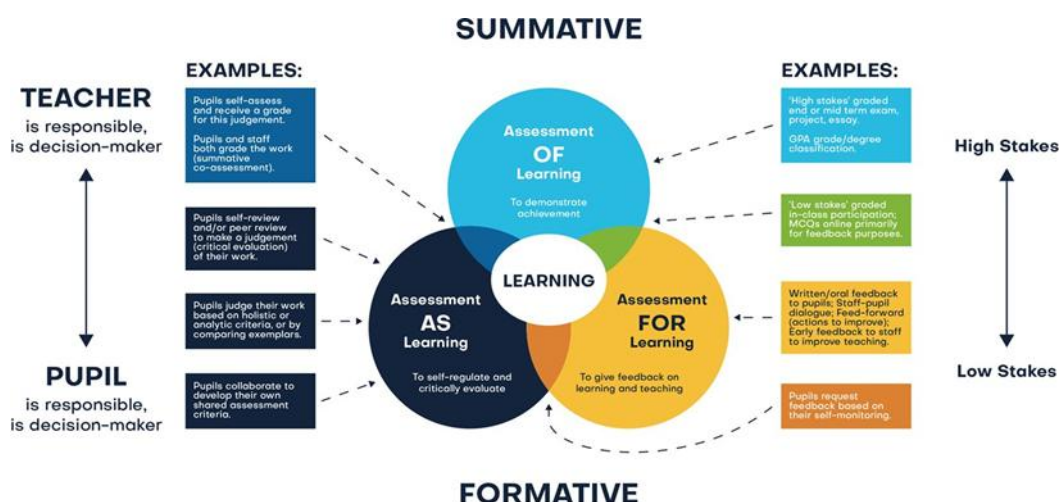 SUMMATIVE
TEACHER
is responsible,
is decision-maker
PUPIL
is responsible,
is decision-maker
EXAMPLES:
Pupils self-assess
and receive a grade
for this judgement.
Pupils and staff
both grade the work
(summative
co-assessment).
Pupils self-review
and/or peer review
to make a judgement
(critical evaluation)
of their work.
Pupils judge their work
based on holistic or
analytic criteria, or by
comparing exemplars.
Pupils collaborate to
develop their own
shared assessment
criteria.
Assessment
OF
Learning
To demonstrate
achievement
LEARNING
Assessment
AS
Learning
To self-regulate and
critically evaluate
Assessment
FOR
Learning
To give feedback on
learning and teaching
EXAMPLES:
'High stakes' graded
end or mid term exam,
project, essay.
GPA grade/degree
classification.
'Low stakes' graded
in-class participation;
MCQs online primarily
for feedback purposes.
Written/oral feedback
to pupils; Staff-pupil
dialogue; Feed-forward
(actions to improve);
Early feedback to staff
to improve teaching.
Pupils request
feedback based on
their self-monitoring.
High Stakes
Low Stakes
FORMATIVE